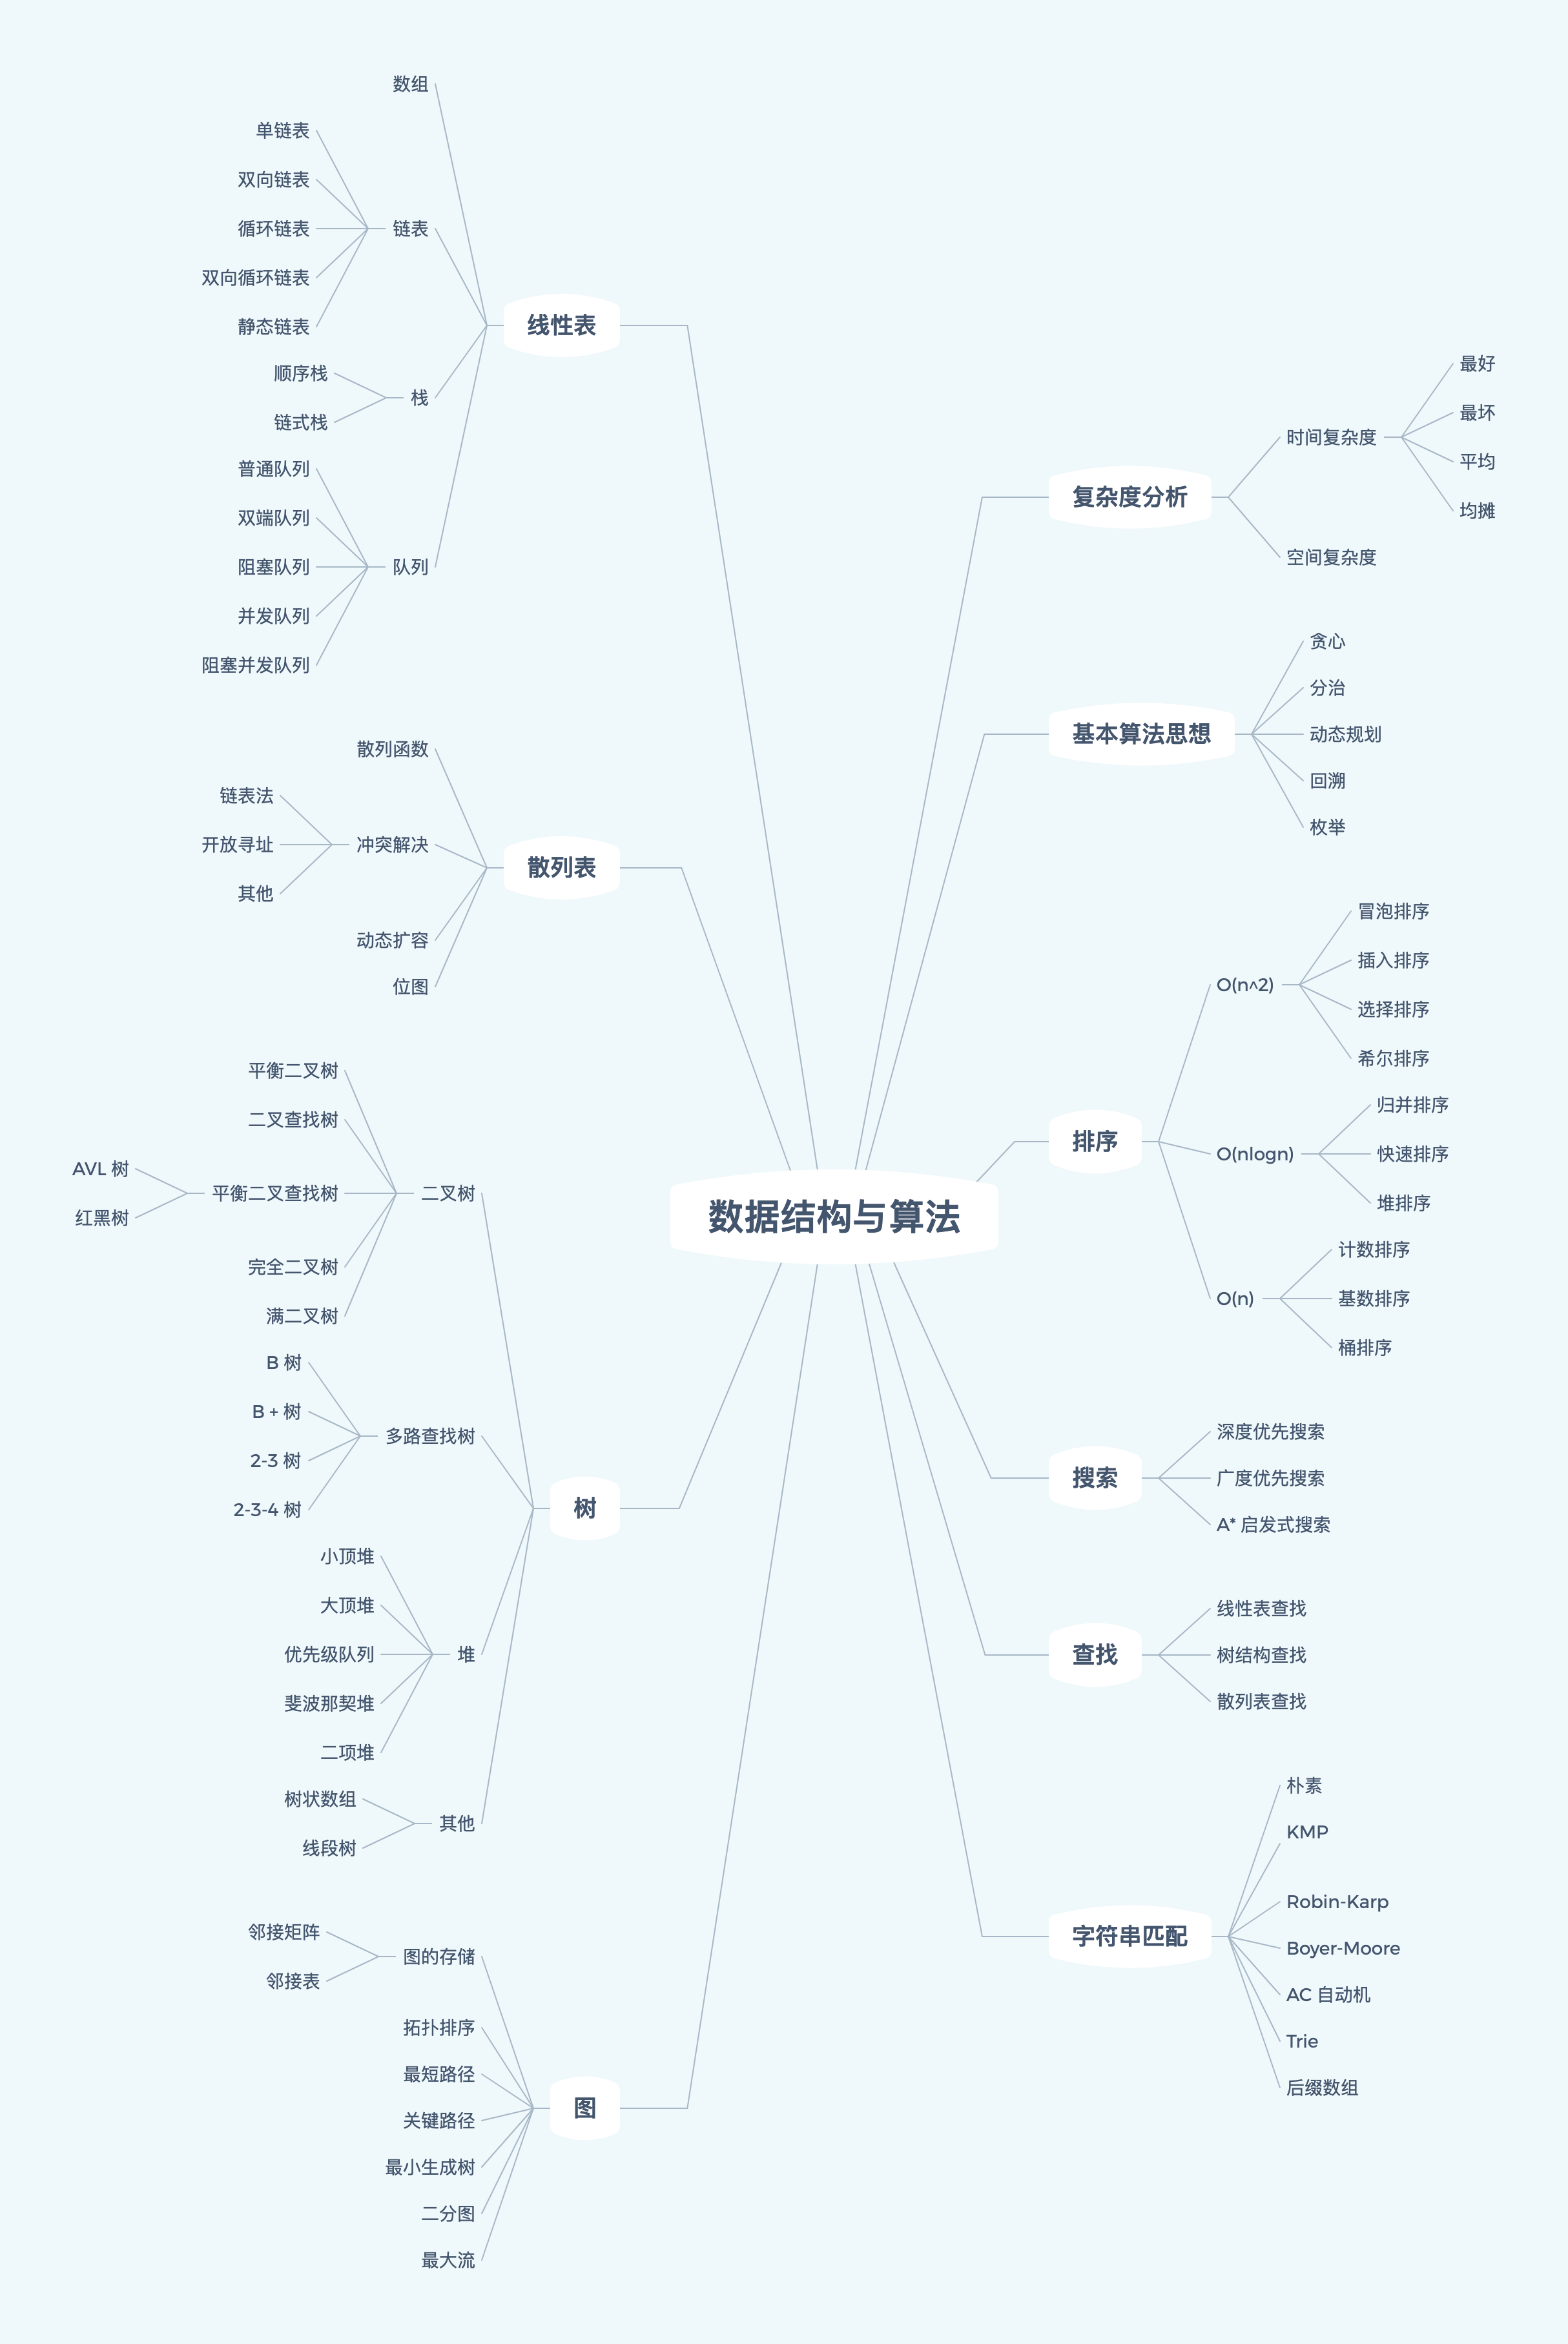 数据结构与算法
线性表
数组
链表
单链表
双向链表
循环链表
双向循环链表
静态链表
栈
顺序栈
链式栈
队列
普通队列
双端队列
阻塞队列
并发队列
阻塞并发队列
散列表
散列函数
冲突解决
链表法
开放寻址
其他
动态扩容
位图
树
二叉树
平衡二叉树
二叉查找树
平衡二叉查找树
AVL 树
红黑树
完全二叉树
满二叉树
多路查找树
B 树
B + 树
2-3 树
2-3-4 树
堆
小顶堆
大顶堆
优先级队列
斐波那契堆
二项堆
其他
树状数组
线段树
图
图的存储
邻接矩阵
邻接表
拓扑排序
最短路径
关键路径
最小生成树
二分图
最大流
复杂度分析
时间复杂度
最好
最坏
平均
均摊
空间复杂度
基本算法思想
贪心
分治
动态规划
回溯
枚举
排序
O(n^2)
冒泡排序
插入排序
选择排序
希尔排序
O(nlogn)
归并排序
快速排序
堆排序
O(n)
计数排序
基数排序
桶排序
搜索
深度优先搜索
广度优先搜索
A* 启发式搜索
查找
线性表查找
树结构查找
散列表查找
字符串匹配
朴素
KMP
Robin-Karp
Boyer-Moore
AC 自动机
Trie
后缀数组